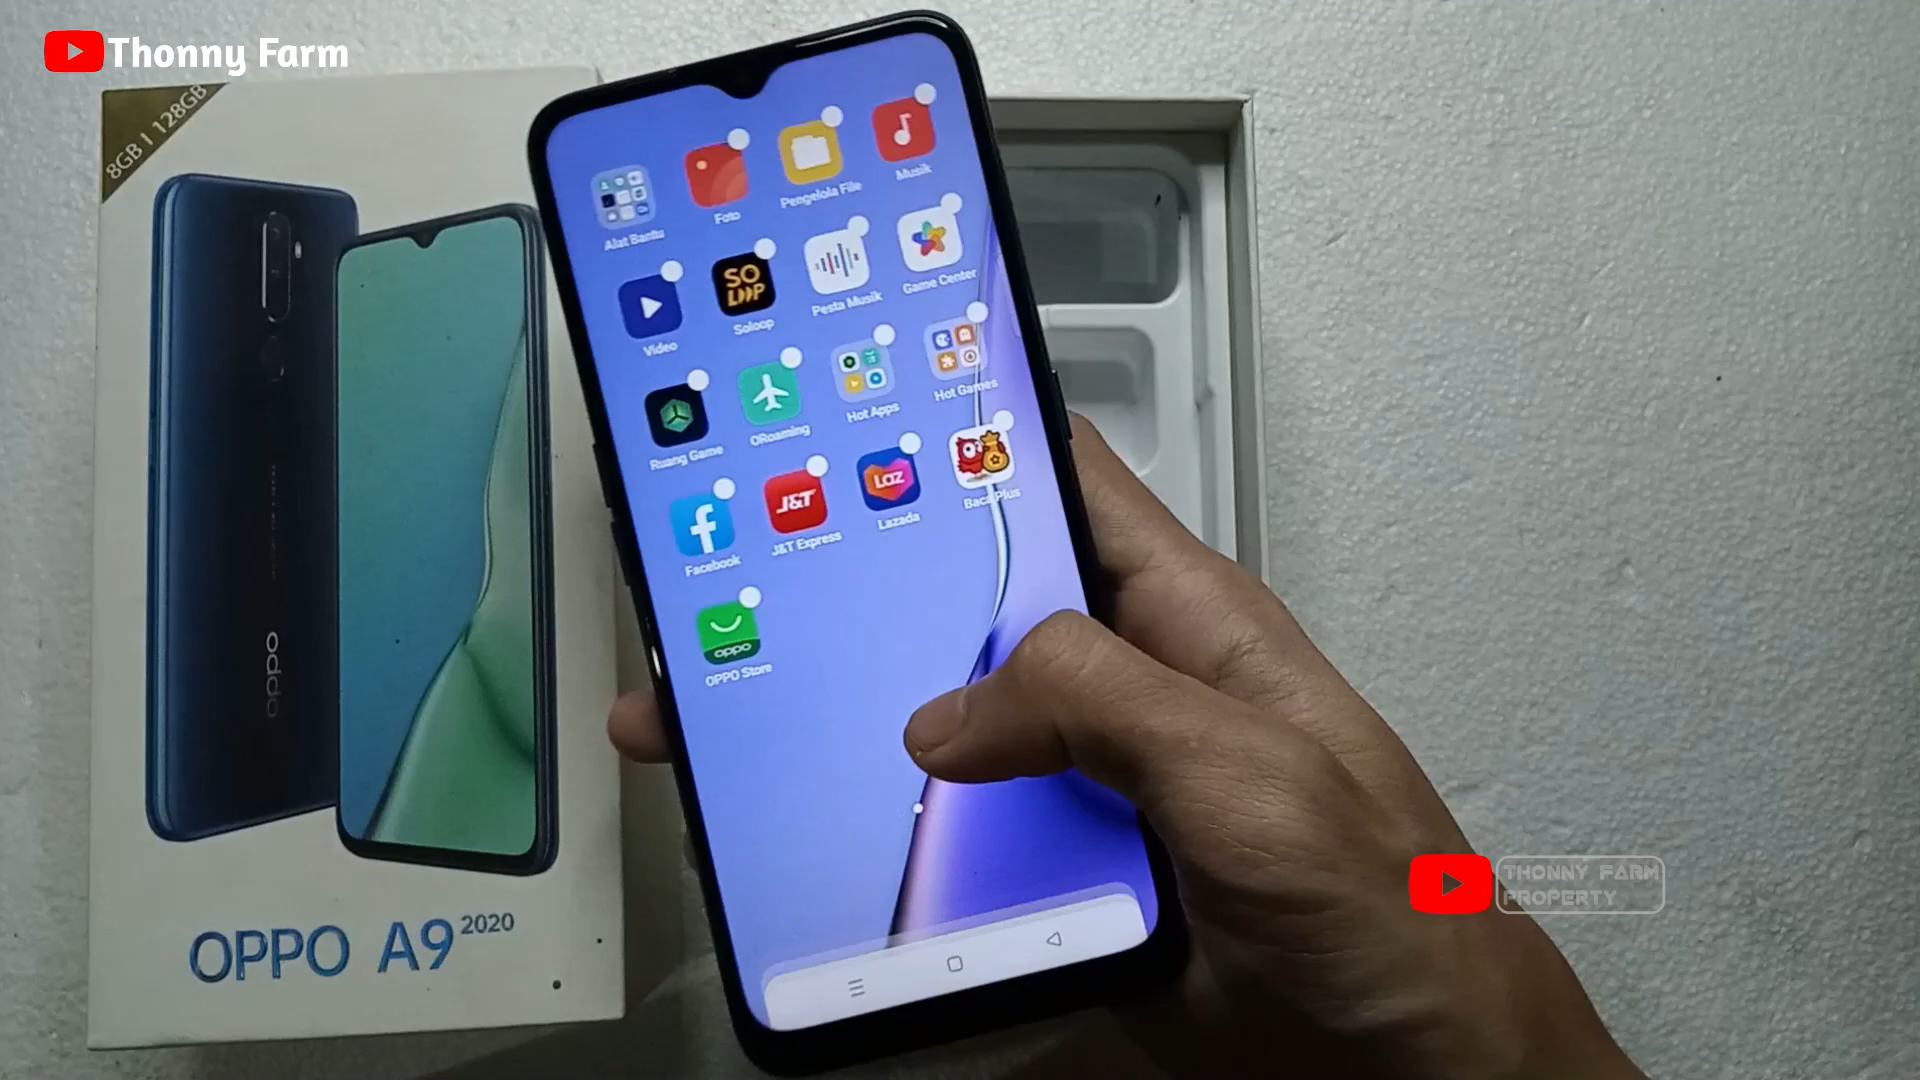 Thonny Farm
8GB | 128GB
oppo
OPPO A9 2020
Alat Bantu
Foto
Pengelola File
Musik
Video
SO
LOOP
Soloop
Pesta Musik
Game Center
Ruang Game
ORoaming
Hot Apps
Hot Games
Facebook
J&T
J&T Express
Laz
Lazada
Baca Plus
oppo
OPPO Store
THONNY FARM
PROPERTY